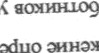 жение опре
ботников у